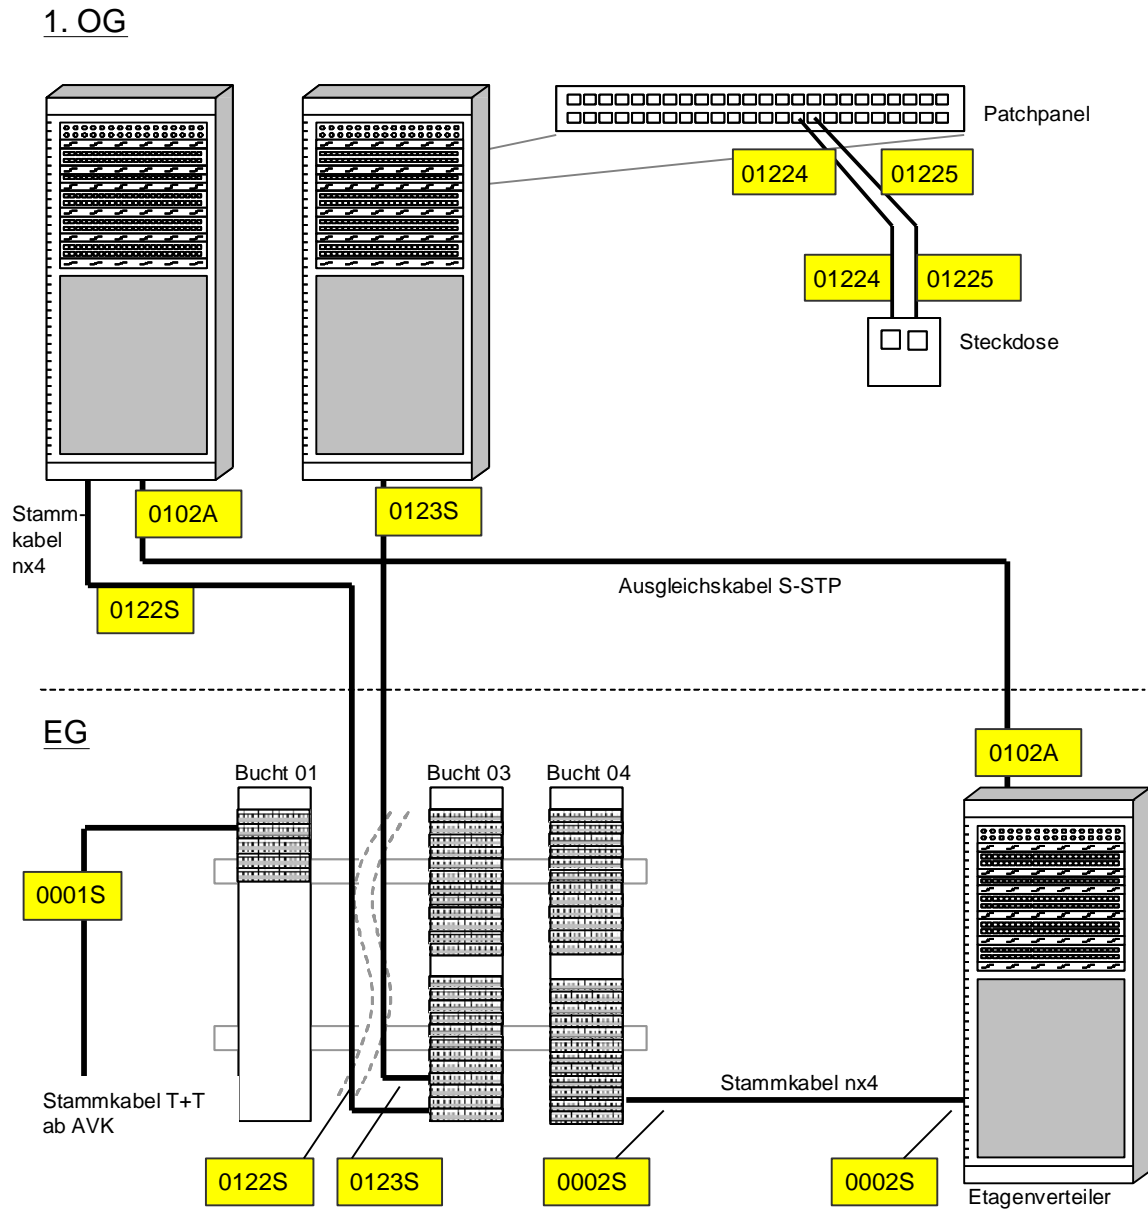 1. OG
Patchpanel
01224
01225
01224
01225
Steckdose
Stamm-
kabel
nx4
0102A
0123S
Ausgleichskabel S-STP
0122S
EG
0102A
Bucht 01
Bucht 03
Bucht 04
0001S
Stammkabel nx4
Stammkabel T+T
ab AVK
0122S
0123S
0002S
0002S
Etagenverteiler